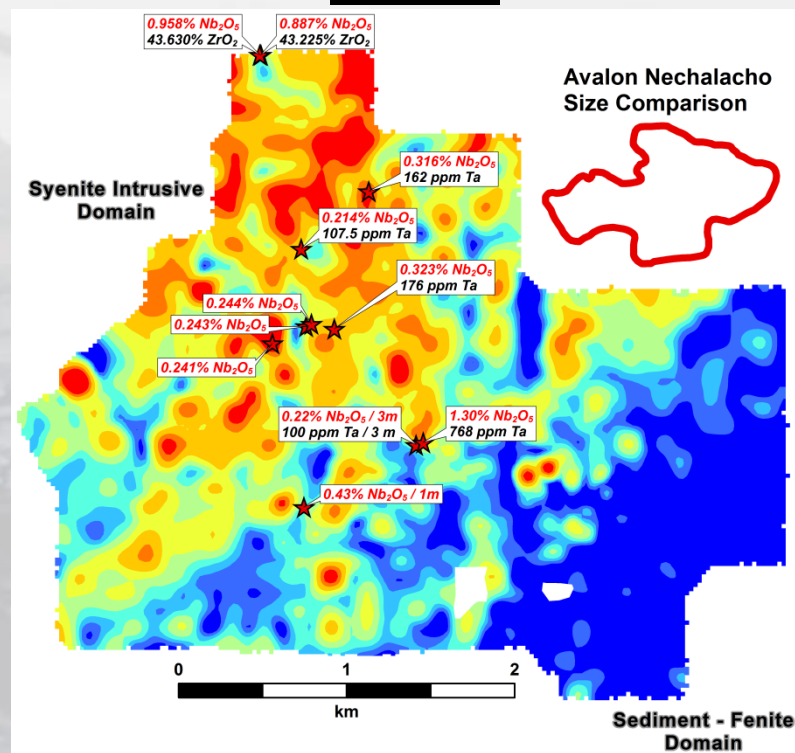 0.958% Nb₂O₅
43.630% ZrO₂
0.887% Nb₂O₅
43.225% ZrO₂
Avalon Nechalacho
Size Comparison
0.316% Nb₂O₅
162 ppm Ta
Syenite Intrusive
Domain
0.214% Nb₂O₅
107.5 ppm Ta
0.323% Nb₂O₅
176 ppm Ta
0.244% Nb₂O₅
0.243% Nb₂O₅
0.241% Nb₂O₅
0.22% Nb₂O₅ / 3m
100 ppm Ta / 3 m
1.30% Nb₂O₅
768 ppm Ta
0.43% Nb₂O₅ / 1m
0 1 2
km
Sediment - Fenite
Domain